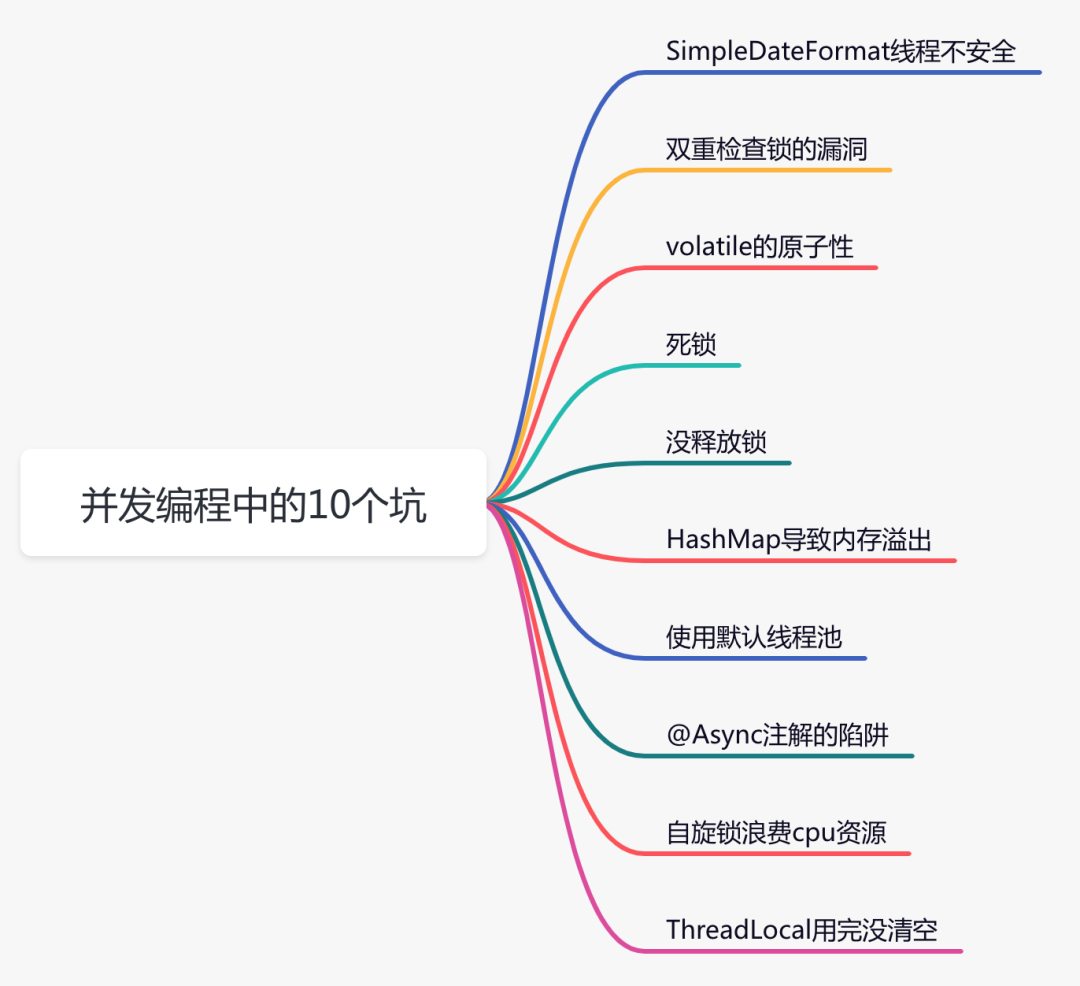 SimpleDateFormat线程不安全
双重检查锁的漏洞
volatile的原子性
死锁
没释放锁
并发编程中的10个坑
HashMap导致内存溢出
使用默认线程池
@Async注解的陷阱
自旋锁浪费cpu资源
ThreadLocal用完没清空